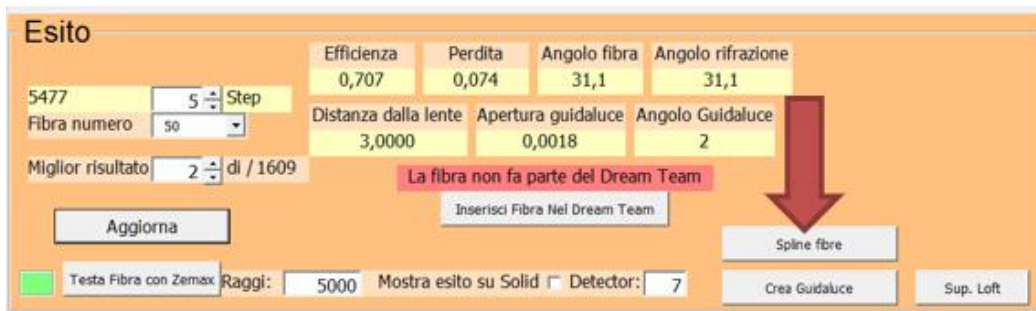 Esito
Efficienza Perdita Angolo fibra Angolo rifrazione
0,707 0,074 31,1 31,1
5477 5 Step
Fibra numero 50
Distanza dalla lente Apertura guidaluce Angolo Guidaluce
3,0000 0,0018 2
Miglior risultato 2 di / 1609
La fibra non fa parte del Dream Team
Inserisci Fibra Nel Dream Team
Aggiorna
Spline fibre
Testa Fibra con Zemax Raggi: 5000 Mostra esito su Solid Detector: 7
Crea Guidaluce Sup. Loft